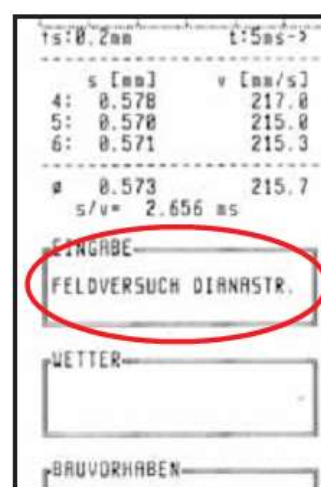 ↑s:0.2mm t:5ms->
s [mm] v [mm/s]
4: 0.578 217.0
5: 0.570 215.0
6: 0.571 215.3
ø 0.573 215.7
s/v= 2.656 ms
EINGABE
FELDVERSUCH DIANASTR.
WETTER
BAUVORHABEN